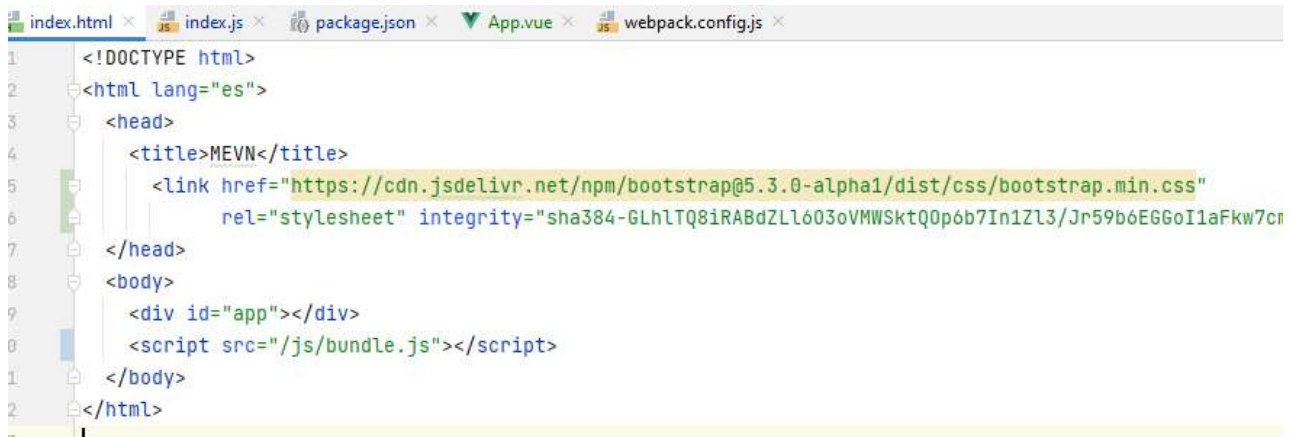 index.html index.js package.json App.vue webpack.config.js
1 <!DOCTYPE html>
2 <html lang="es">
3 <head>
4 <title>MEVN</title>
5 <link href="https://cdn.jsdelivr.net/npm/bootstrap@5.3.0-alpha1/dist/css/bootstrap.min.css"
6 rel="stylesheet" integrity="sha384-GLhlTQ8iRABdZLl6O3oVMWSktQOp6b7In1Zl3/Jr59b6EGGoI1aFkw7cm
7 </head>
8 <body>
9 <div id="app"></div>
0 <script src="/js/bundle.js"></script>
1 </body>
2 </html>